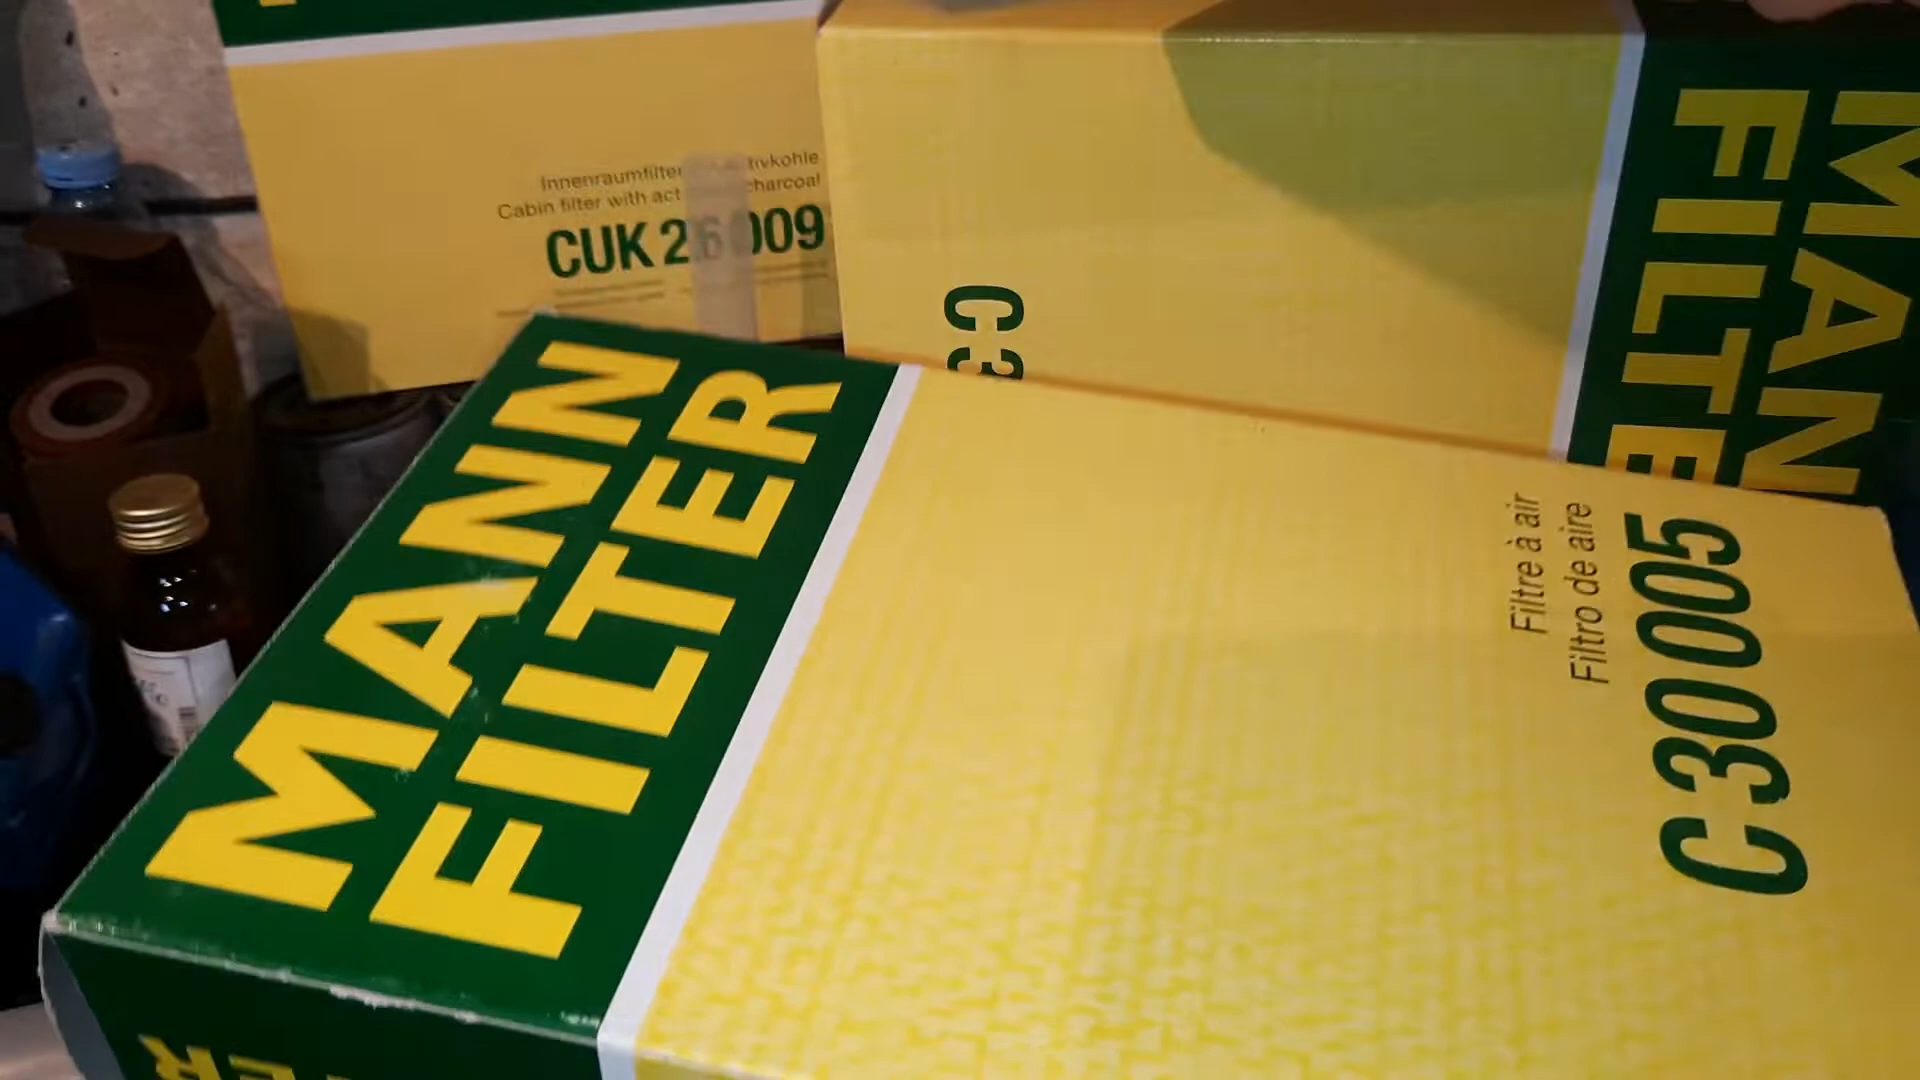 Innenraumfilter
Cabin filter with act charcoal
CUK 26 009
C 3
MANN
FILTER
MANN
FILTER
Filtre à air
Filtro de aire
C 30 005